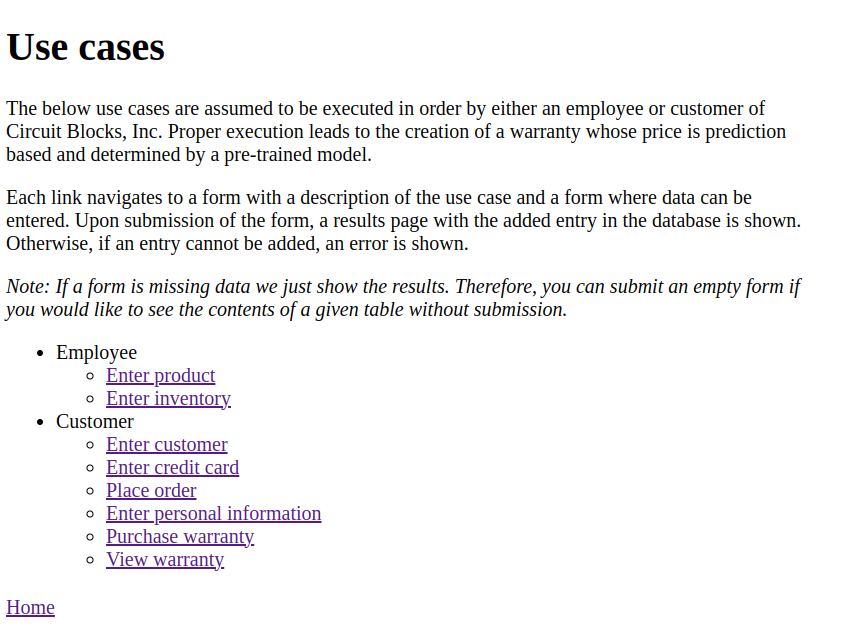 Use cases
The below use cases are assumed to be executed in order by either an employee or customer of
Circuit Blocks, Inc. Proper execution leads to the creation of a warranty whose price is prediction
based and determined by a pre-trained model.
Each link navigates to a form with a description of the use case and a form where data can be
entered. Upon submission of the form, a results page with the added entry in the database is shown.
Otherwise, if an entry cannot be added, an error is shown.
Note: If a form is missing data we just show the results. Therefore, you can submit an empty form if
you would like to see the contents of a given table without submission.
Employee
Enter product
Enter inventory
Customer
Enter customer
Enter credit card
Place order
Enter personal information
Purchase warranty
View warranty
Home